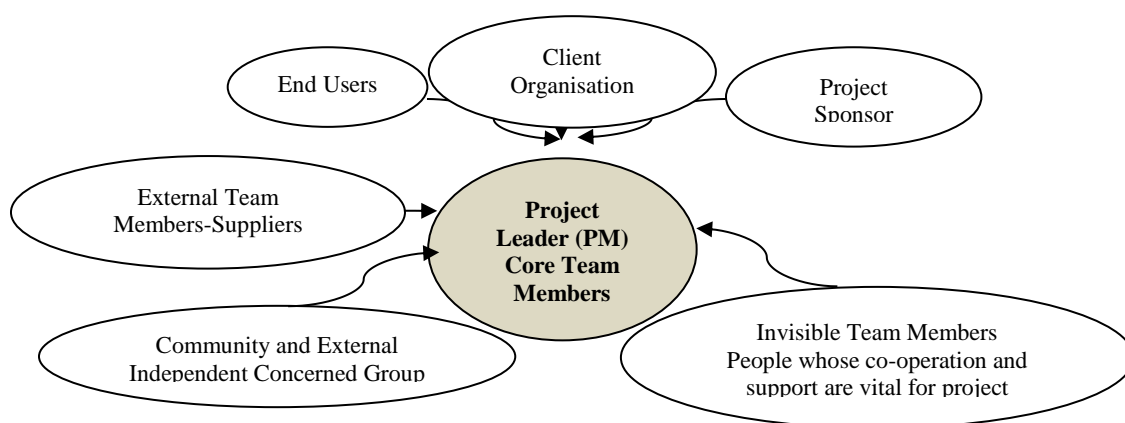 End Users
Client
Organisation
Project
Sponsor
External Team
Members-Suppliers
Project
Leader (PM)
Core Team
Members
Community and External
Independent Concerned Group
Invisible Team Members
People whose co-operation and
support are vital for project